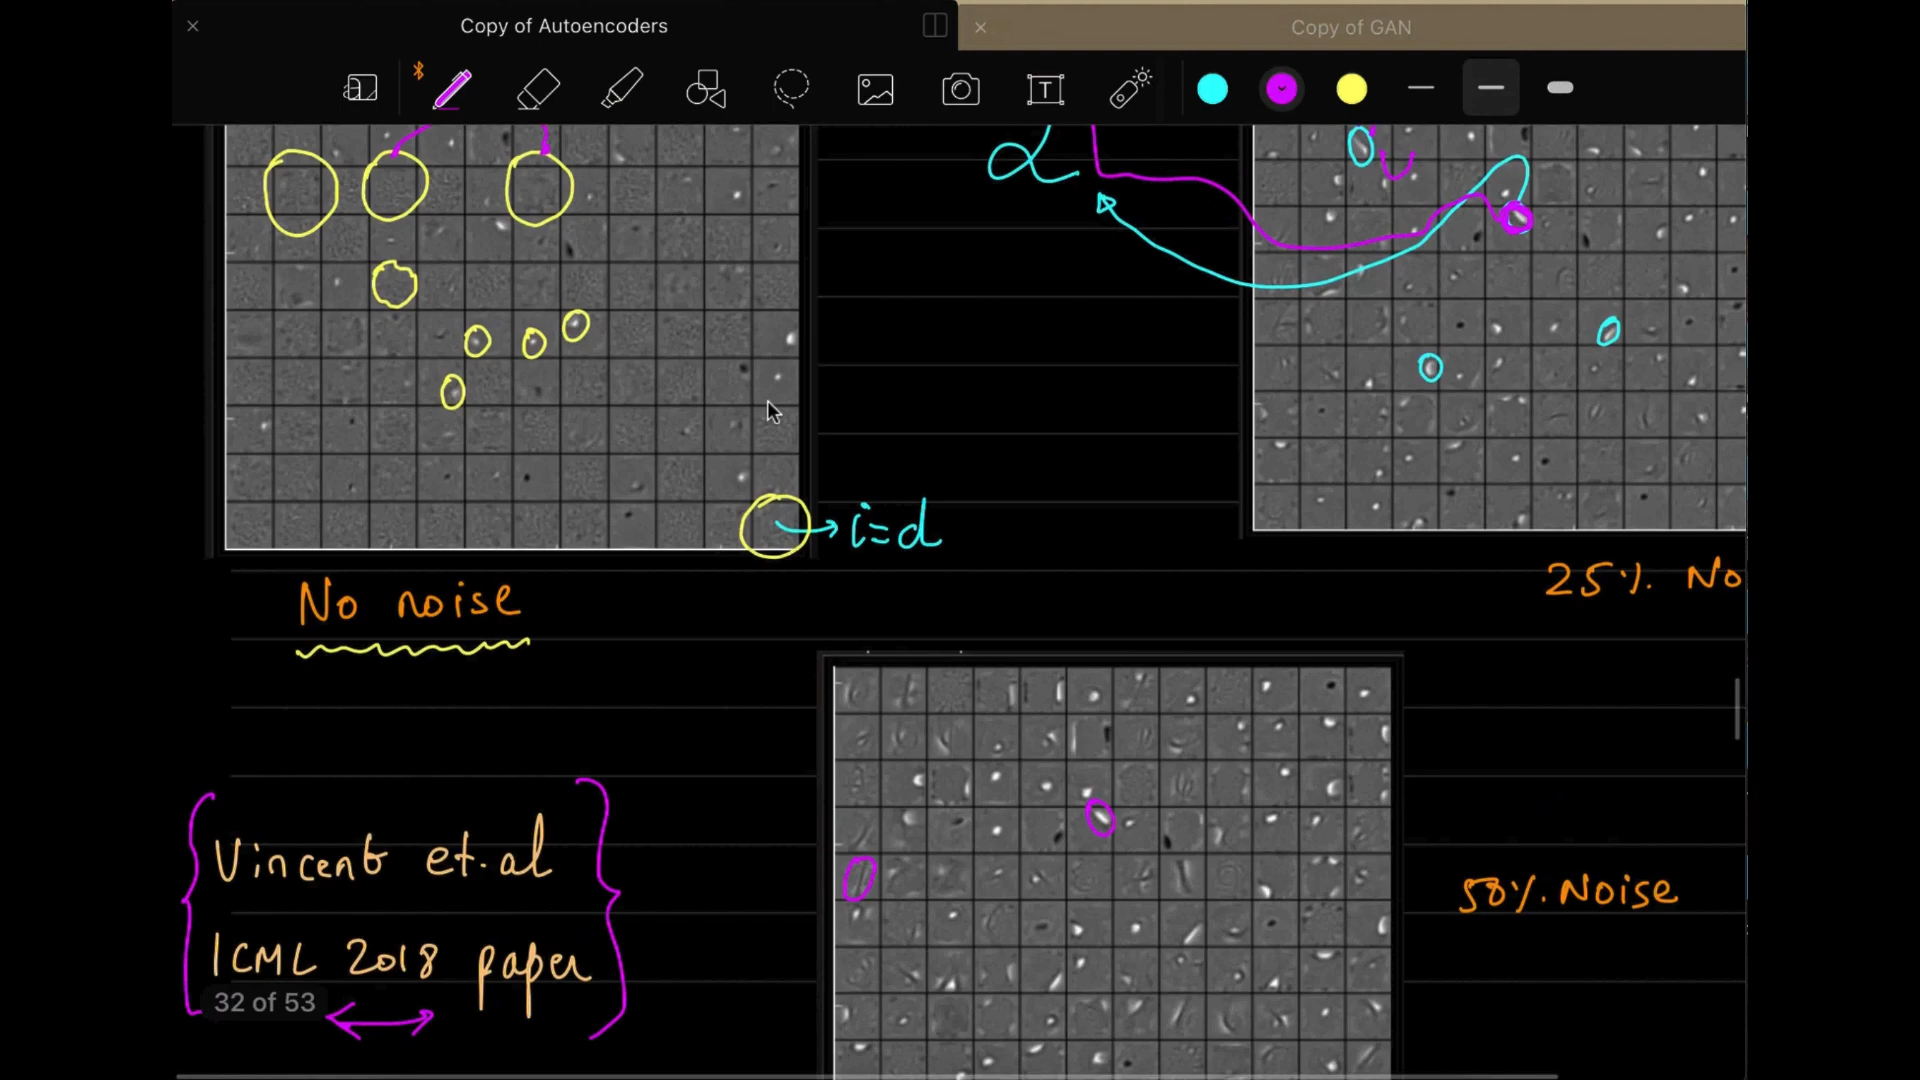 Copy of Autoencoders
Copy of GAN
T
α
i=d
No noise
25%. No
Vincent et.al
ICML 2018 paper
50%. Noise
32 of 53